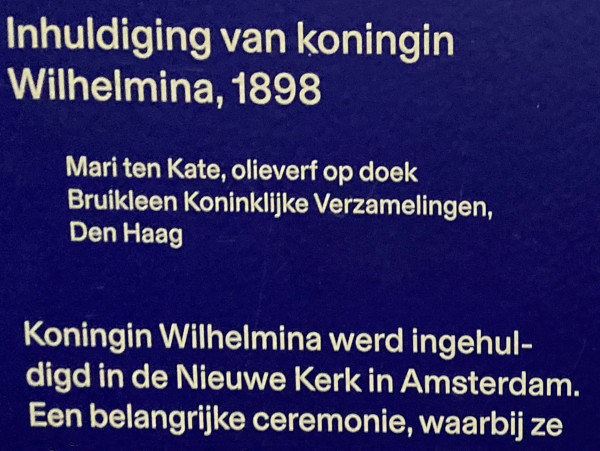 Inhuldiging van koningin
Wilhelmina, 1898
Mari ten Kate, olieverf op doek
Bruikleen Koninklijke Verzamelingen,
Den Haag
Koningin Wilhelmina werd ingehul-
digd in de Nieuwe Kerk in Amsterdam.
Een belangrijke ceremonie, waarbij ze